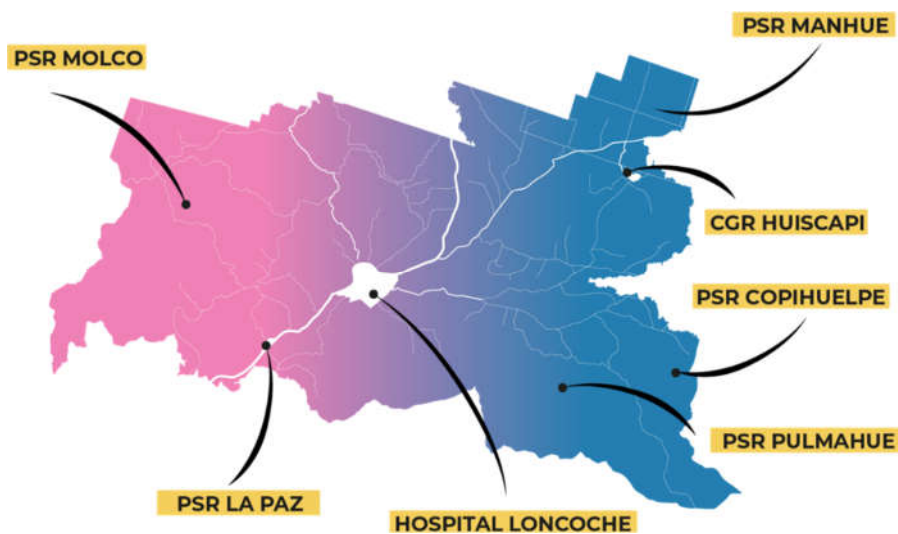 PSR MANHUE
PSR MOLCO
CGR HUISCAPI
PSR COPIHUELPE
PSR PULMAHUE
PSR LA PAZ
HOSPITAL LONCOCHE